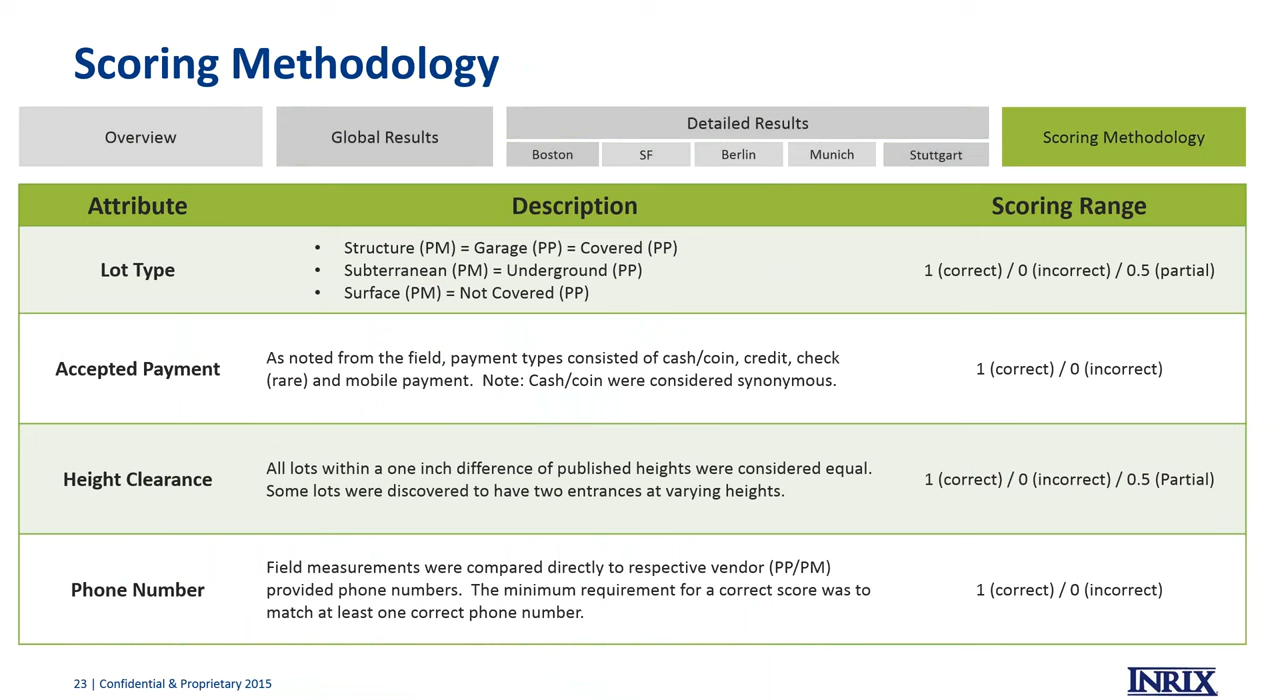 Scoring Methodology
Overview
Global Results
Detailed Results
Boston
SF
Berlin
Munich
Stuttgart
Scoring Methodology
Attribute
Description
Scoring Range
Lot Type
• Structure (PM) = Garage (PP) = Covered (PP)
• Subterranean (PM) = Underground (PP)
• Surface (PM) = Not Covered (PP)
1 (correct) / 0 (incorrect) / 0.5 (partial)
Accepted Payment
As noted from the field, payment types consisted of cash/coin, credit, check
(rare) and mobile payment.  Note: Cash/coin were considered synonymous.
1 (correct) / 0 (incorrect)
Height Clearance
All lots within a one inch difference of published heights were considered equal.
Some lots were discovered to have two entrances at varying heights.
1 (correct) / 0 (incorrect) / 0.5 (Partial)
Phone Number
Field measurements were compared directly to respective vendor (PP/PM)
provided phone numbers.  The minimum requirement for a correct score was to
match at least one correct phone number.
1 (correct) / 0 (incorrect)
23 | Confidential & Proprietary 2015
INRIX